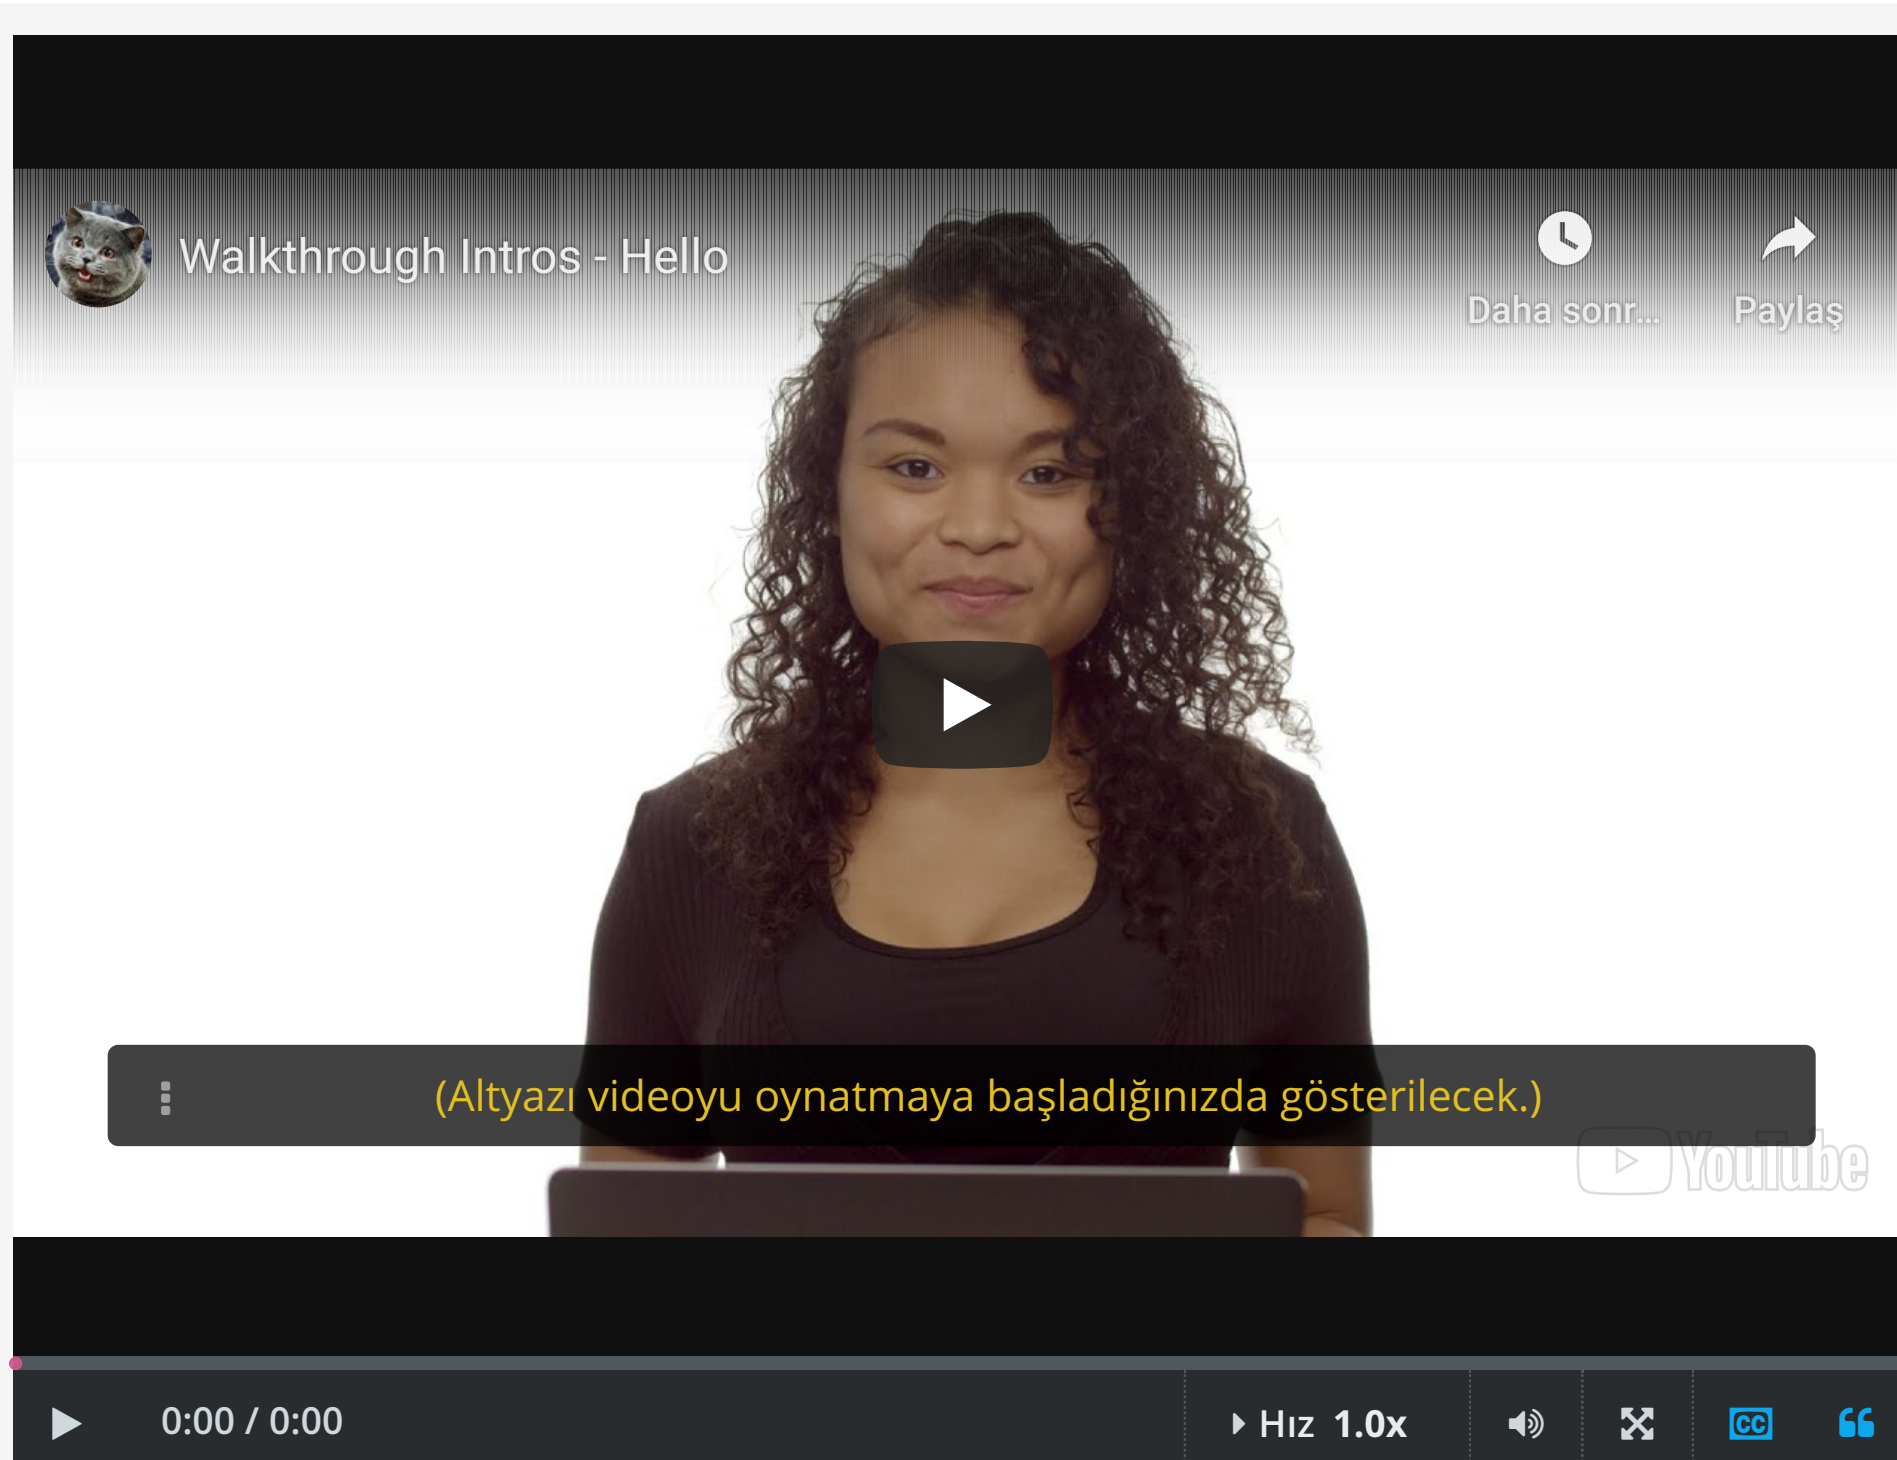 Walkthrough Intros - Hello
Daha sonr...
Paylaş
(Altyazı videoyu oynatmaya başladığınızda gösterilecek.)
YouTube
0:00 / 0:00
Hız 1.0x
CC